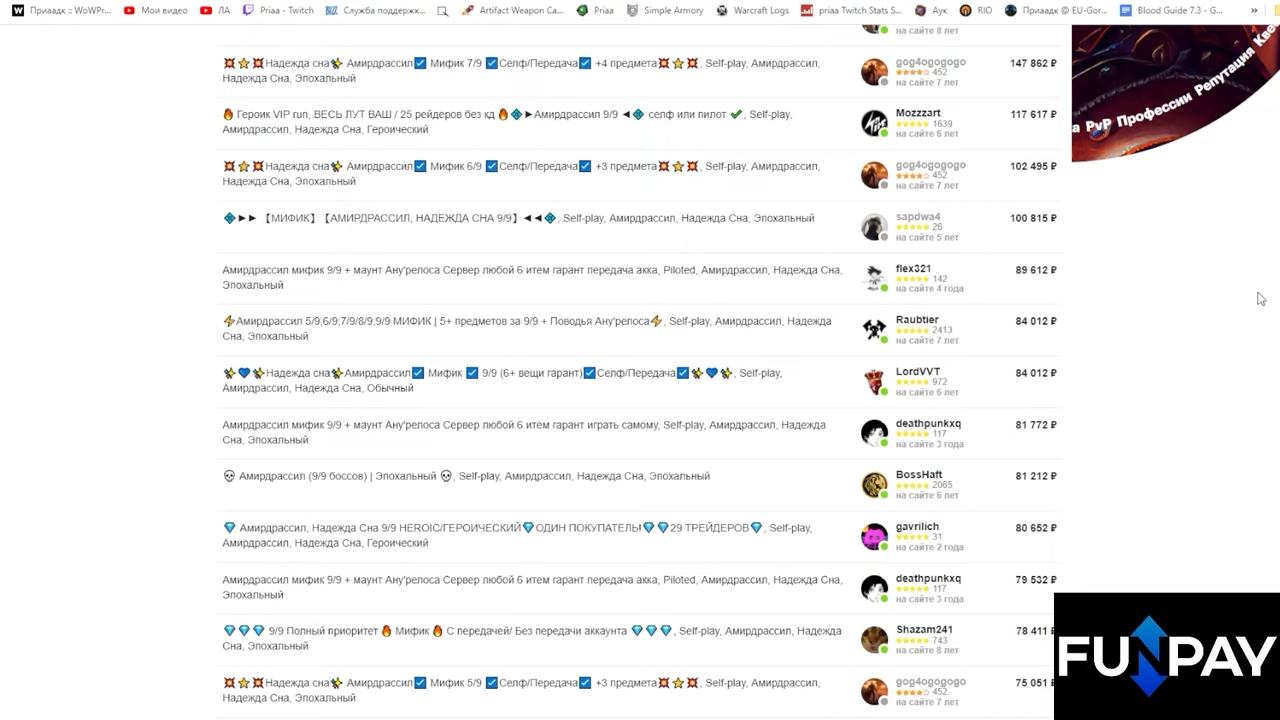 Приаадк :: WoWPr...
Мои видео
ЛА
Priaa - Twitch
Служба поддержк...
Artifact Weapon Ca...
Priaa
Simple Armory
Warcraft Logs
priaa Twitch Stats S...
Аук
RIO
Приаадк @ EU-Gor...
Blood Guide 7.3 - G...
»
на сайте 8 лет
Надежда сна Амирдрассил Мифик 7/9 Селф/Передача +4 предмета, Self-play, Амирдрассил,
Надежда Сна, Эпохальный
gog4ogogogo
452
на сайте 7 лет
147 862 ₽
Героик VIP run, ВЕСЬ ЛУТ ВАШ / 25 рейдеров без кд ►Амирдрассил 9/9 ◄ селф или пилот ✔, Self-play,
Амирдрассил, Надежда Сна, Героический
Mozzzart
1639
на сайте 6 лет
117 617 ₽
Надежда сна Амирдрассил Мифик 6/9 Селф/Передача +3 предмета, Self-play, Амирдрассил,
Надежда Сна, Эпохальный
gog4ogogogo
452
на сайте 7 лет
102 495 ₽
►► 【МИФИК】【АМИРДРАССИЛ, НАДЕЖДА СНА 9/9】◄◄, Self-play, Амирдрассил, Надежда Сна, Эпохальный
sapdwa4
26
на сайте 5 лет
100 815 ₽
Амирдрассил мифик 9/9 + маунт Ану'релоса Сервер любой 6 итем гарант передача акка, Piloted, Амирдрассил, Надежда Сна,
Эпохальный
flex321
142
на сайте 4 года
89 612 ₽
Амирдрассил 5/9;6/9;7/9/8/9;9/9 МИФИК | 5+ предметов за 9/9 + Поводья Ану'релоса, Self-play, Амирдрассил, Надежда
Сна, Эпохальный
Raubtier
2413
на сайте 7 лет
84 012 ₽
Надежда сна Амирдрассил Мифик 9/9 (6+ вещи гарант) Селф/Передача, Self-play,
Амирдрассил, Надежда Сна, Обычный
LordVVT
972
на сайте 6 лет
84 012 ₽
Амирдрассил мифик 9/9 + маунт Ану'релоса Сервер любой 6 итем гарант играть самому, Self-play, Амирдрассил, Надежда
Сна, Эпохальный
deathpunkxq
117
на сайте 3 года
81 772 ₽
Амирдрассил (9/9 боссов) | Эпохальный , Self-play, Амирдрассил, Надежда Сна, Эпохальный
BossHaft
2065
на сайте 6 лет
81 212 ₽
Амирдрассил, Надежда Сна 9/9 HEROIC/ГЕРОИЧЕСКИЙ ОДИН ПОКУПАТЕЛЬ! 29 ТРЕЙДЕРОВ, Self-play,
Амирдрассил, Надежда Сна, Героический
gavrilich
31
на сайте 2 года
80 652 ₽
Амирдрассил мифик 9/9 + маунт Ану'релоса Сервер любой 6 итем гарант передача акка, Piloted, Амирдрассил, Надежда Сна,
Эпохальный
deathpunkxq
117
на сайте 3 года
79 532 ₽
9/9 Полный приоритет Мифик С передачей/ Без передачи аккаунта , Self-play, Амирдрассил, Надежда
Сна, Эпохальный
Shazam241
743
на сайте 8 лет
78 411 ₽
Надежда сна Амирдрассил Мифик 5/9 Селф/Передача +3 предмета, Self-play, Амирдрассил,
Надежда Сна, Эпохальный
gog4ogogogo
452
на сайте 7 лет
75 051 ₽
а PvP Профессии Репутация Кве
FUNPAY